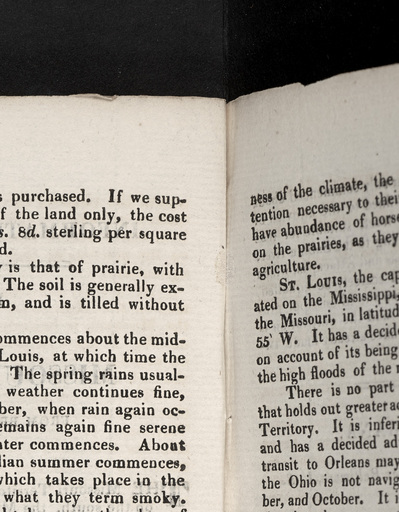 purchased. If we sup-
the land only, the cost
8d. sterling per square
d.
is that of prairie, with
The soil is generally ex-
and is tilled without
ommences about the mid-
Louis, at which time the
The spring rains usual-
weather continues fine,
ber, when rain again oc-
emains again fine serene
ter commences. About
ian summer commences,
which takes place in the
what they term smoky.
ness of the climate, the
tention necessary to thei
have abundance of horse
on the prairies, as they
agriculture.
St. Louis, the cap
ated on the Mississippi,
the Missouri, in latitud
55′ W. It has a decide
on account of its being
the high floods of the
There is no part
that holds out greater a
Territory. It is inferi
and has a decided ad
transit to Orleans may
the Ohio is not navig
ber, and October. It i